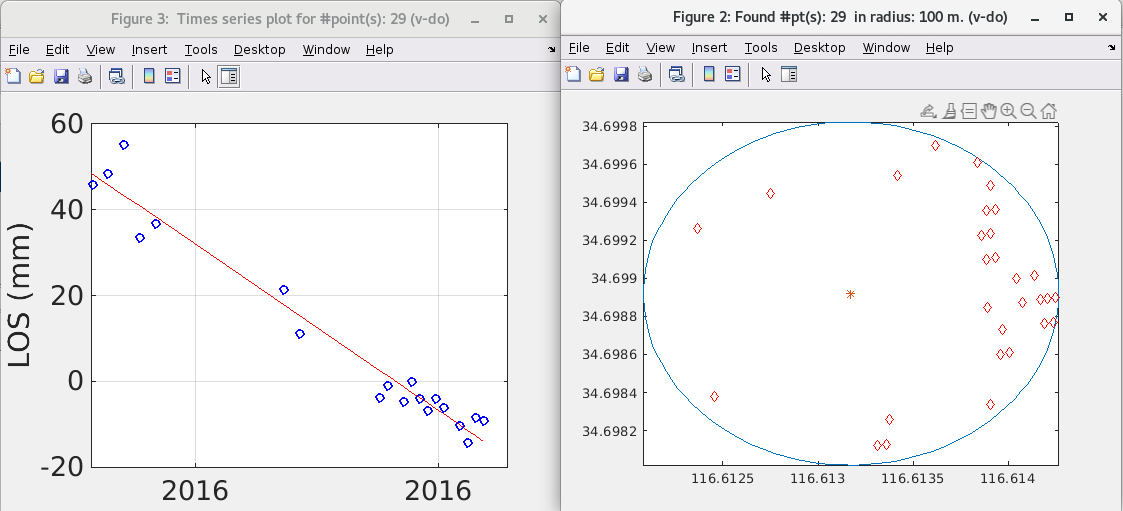 Figure 3:  Times series plot for #point(s): 29 (v-do)
File Edit View Insert Tools Desktop Window Help
60
40
20
0
-20
LOS (mm)
2016 2016
Figure 2: Found #pt(s): 29  in radius: 100 m. (v-do)
File Edit View Insert Tools Desktop Window Help
34.6998
34.6996
34.6994
34.6992
34.699
34.6988
34.6986
34.6984
34.6982
116.6125 116.613 116.6135 116.614